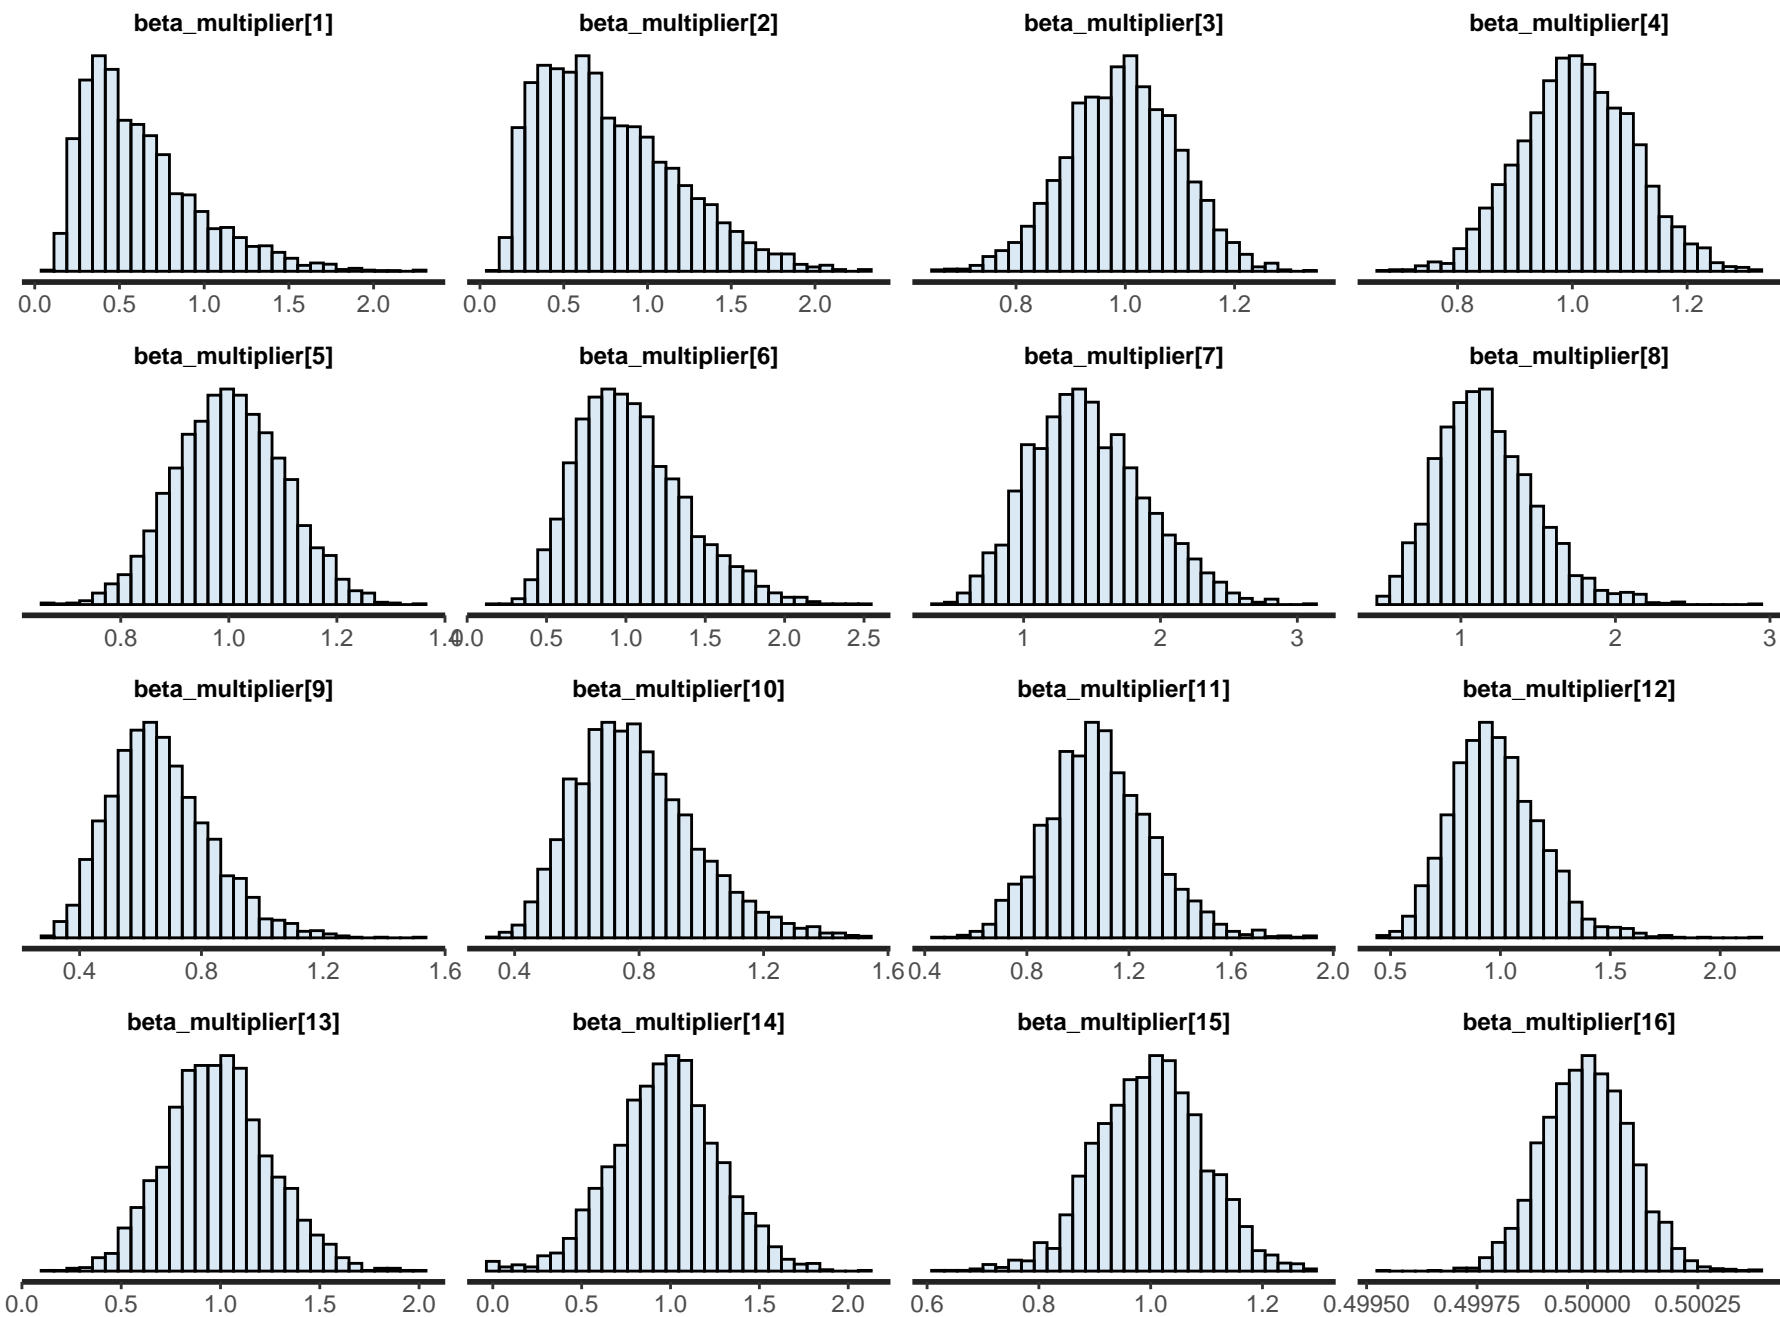 beta_multiplier[1] beta_multiplier[2] beta_multiplier[3] beta_multiplier[4]
0.0 0.5 1.0 1.5 2.0 0.0 0.5 1.0 1.5 2.0 0.8 1.0 1.2 0.8 1.0 1.2
beta_multiplier[5] beta_multiplier[6] beta_multiplier[7] beta_multiplier[8]
0.8 1.0 1.2 1.4 0.0 0.5 1.0 1.5 2.0 2.5 1 2 3 1 2 3
beta_multiplier[9] beta_multiplier[10] beta_multiplier[11] beta_multiplier[12]
0.4 0.8 1.2 1.6 0.4 0.8 1.2 1.6 0.4 0.8 1.2 1.6 2.0 0.5 1.0 1.5 2.0
beta_multiplier[13] beta_multiplier[14] beta_multiplier[15] beta_multiplier[16]
0.0 0.5 1.0 1.5 2.0 0.0 0.5 1.0 1.5 2.0 0.6 0.8 1.0 1.2 0.49950 0.49975 0.50000 0.50025